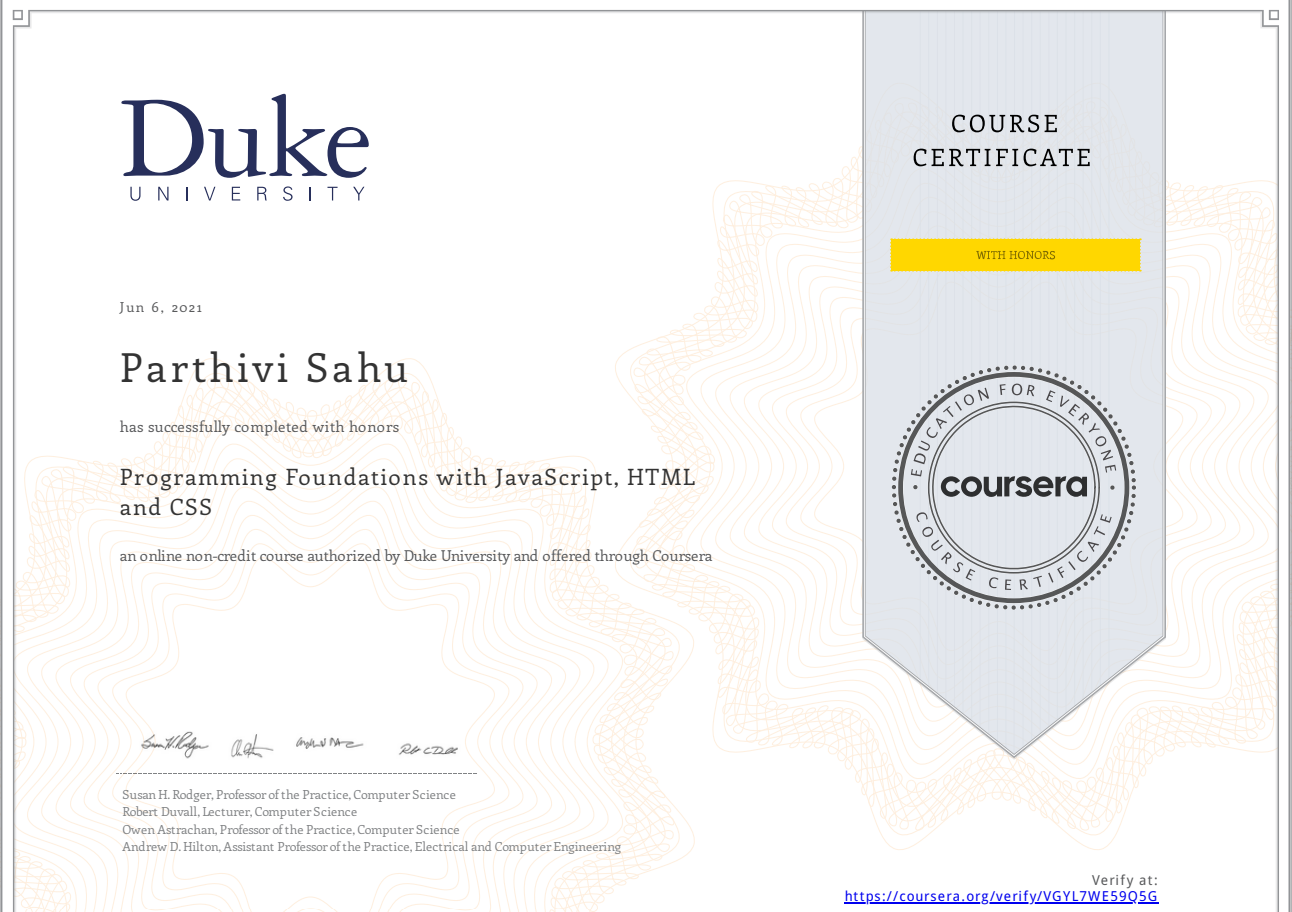 Duke
UNIVERSITY
COURSE
CERTIFICATE
WITH HONORS
Jun 6, 2021
Parthivi Sahu
has successfully completed with honors
Programming Foundations with JavaScript, HTML
and CSS
an online non-credit course authorized by Duke University and offered through Coursera
EDUCATION FOR EVERYONE
coursera
COURSE CERTIFICATE
Susan H. Rodger, Professor of the Practice, Computer Science
Robert Duvall, Lecturer, Computer Science
Owen Astrachan, Professor of the Practice, Computer Science
Andrew D. Hilton, Assistant Professor of the Practice, Electrical and Computer Engineering
Verify at:
https://coursera.org/verify/VGYL7WE59Q5G